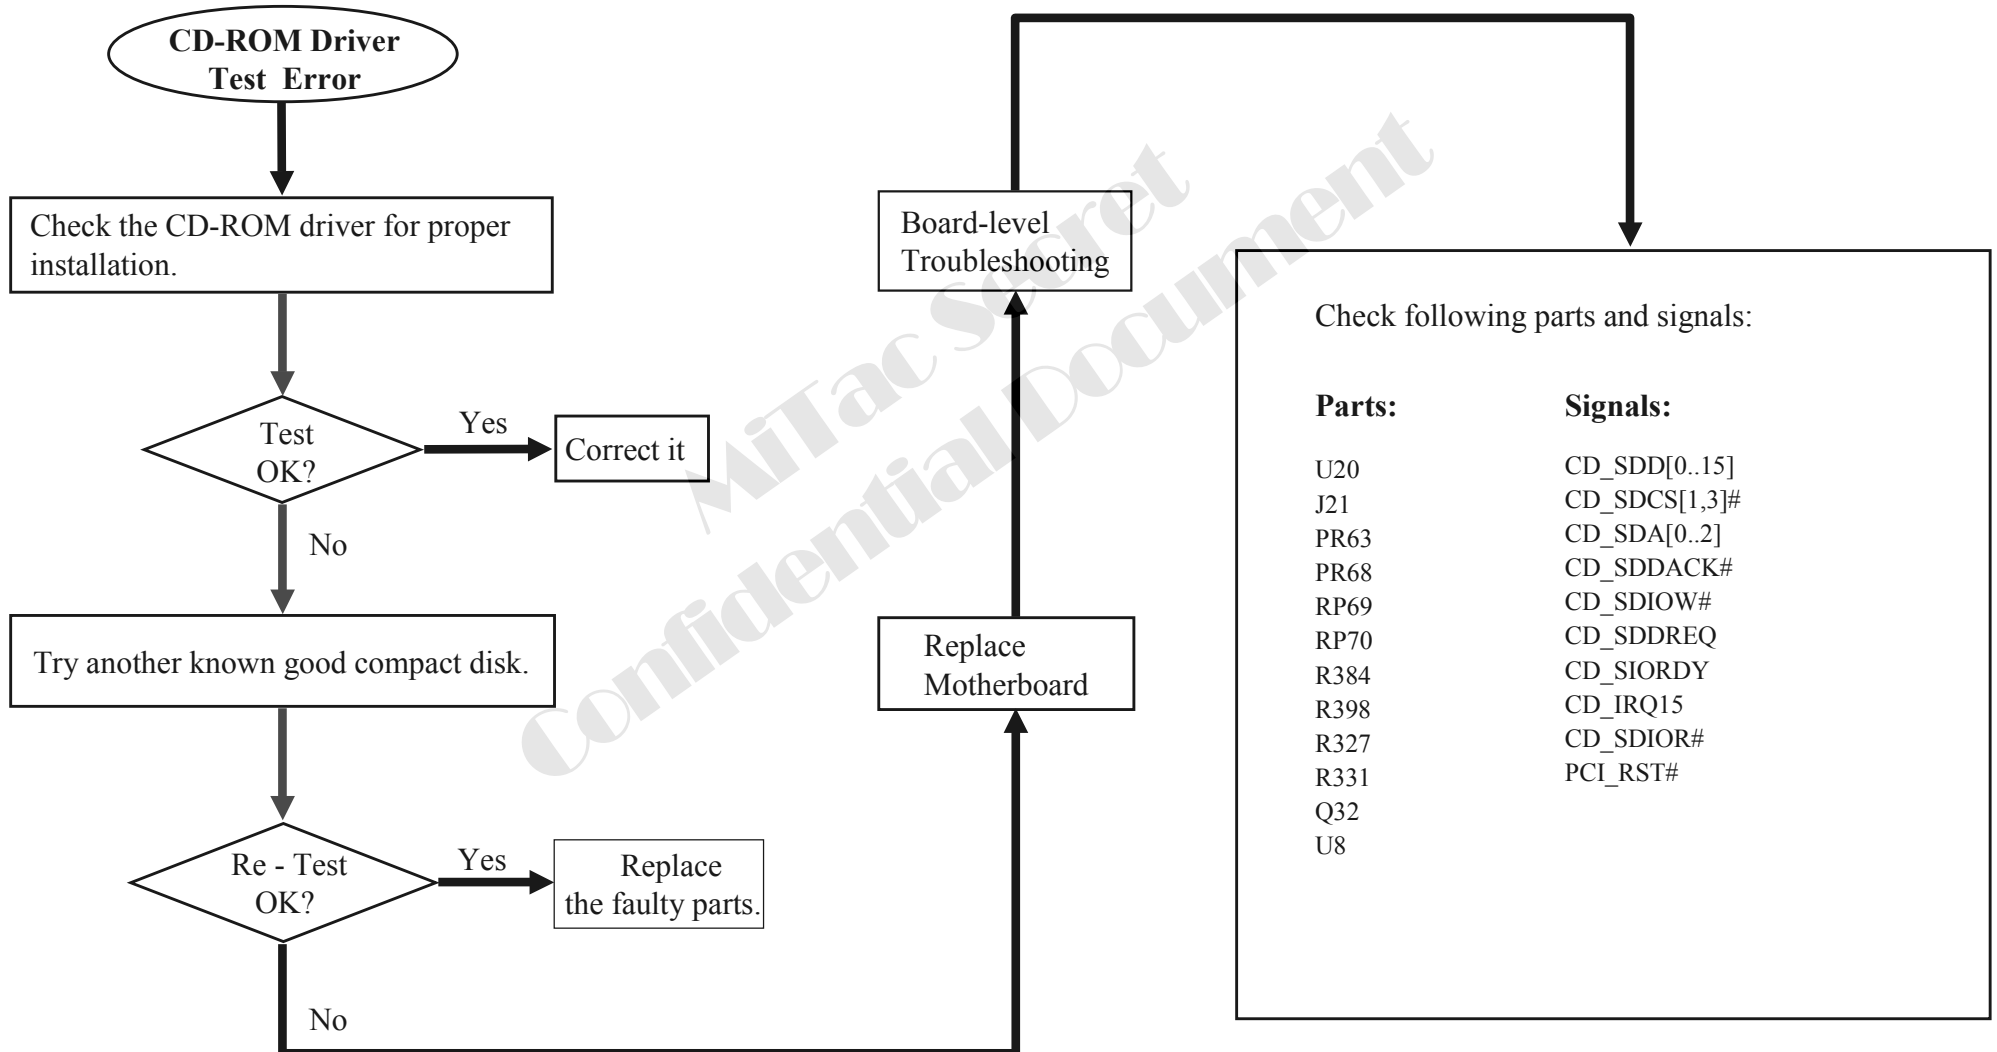 CD-ROM Driver
Test Error
Check the CD-ROM driver for proper
installation.
Test
OK?
Yes
Correct it
No
Try another known good compact disk.
Re - Test
OK?
Yes
Replace
the faulty parts.
No
Replace
Motherboard
Board-level
Troubleshooting
Check following parts and signals:
Parts:
U20
J21
PR63
PR68
RP69
RP70
R384
R398
R327
R331
Q32
U8
Signals:
CD_SDD[0..15]
CD_SDCS[1,3]#
CD_SDA[0..2]
CD_SDDACK#
CD_SDIOW#
CD_SDDREQ
CD_SIORDY
CD_IRQ15
CD_SDIOR#
PCI_RST#
MiTac Secret
Confidential Document